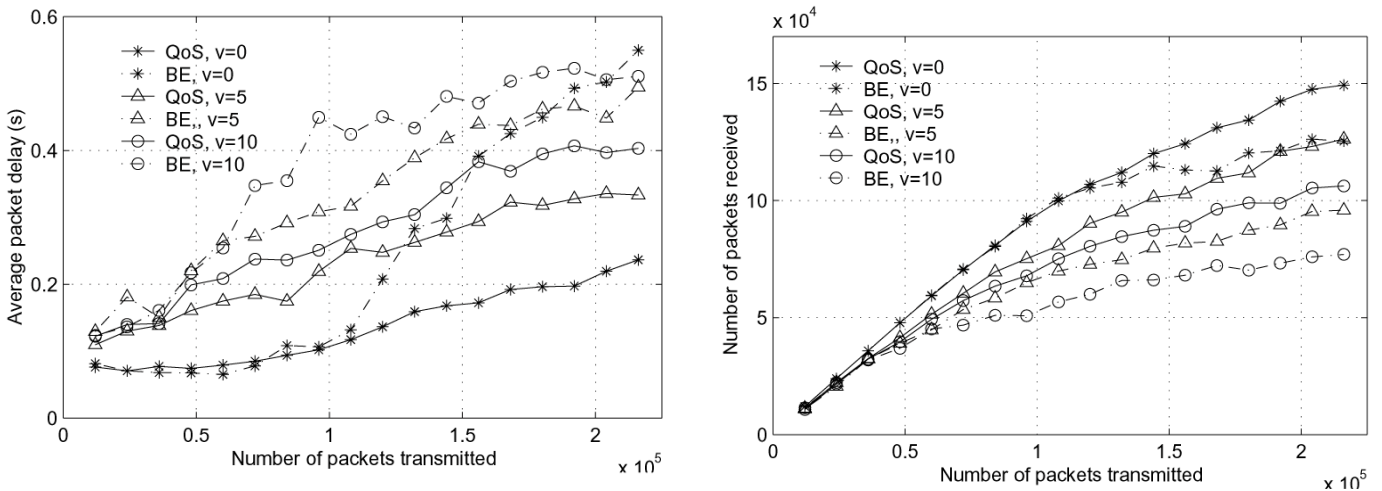 0.6
0.4
0.2
0
Average packet delay (s)
QoS, v=0
BE, v=0
QoS, v=5
BE,, v=5
QoS, v=10
BE, v=10
0
0.5
1
1.5
2
Number of packets transmitted
x 10^5
x 10^4
15
10
5
0
Number of packets received
QoS, v=0
BE, v=0
QoS, v=5
BE,, v=5
QoS, v=10
BE, v=10
0
0.5
1
1.5
2
Number of packets transmitted
x 10^5